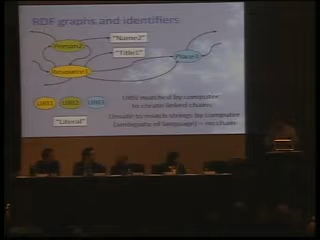 RDF graphs and identifiers
Person2
"Name2"
"Title1"
Place3
Resource1
URI1 URI2 URI3
URIs matched by computer
to create linked chains
"Literal"
Unsafe to match strings by computer
(ambiguity of language) = no chain